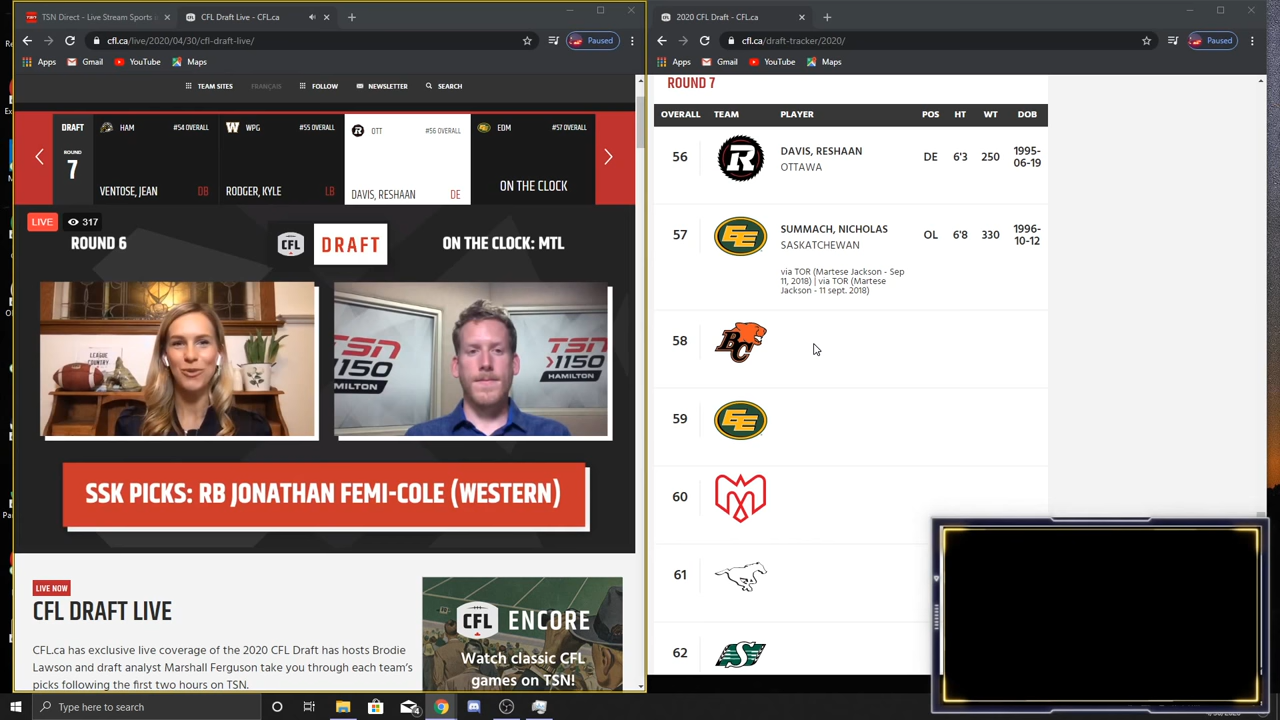 TSN Direct - Live Stream Sports
CFL Draft Live - CFL.ca
cfl.ca/live/2020/04/30/cfl-draft-live/
Paused
Apps
Gmail
YouTube
Maps
TEAM SITES
FRANÇAIS
FOLLOW
NEWSLETTER
SEARCH
DRAFT
ROUND
7
HAM
#54 OVERALL
VENTOSE, JEAN
DB
WPG
#55 OVERALL
RODGER, KYLE
LB
OTT
#56 OVERALL
DAVIS, RESHAAN
DE
EDM
#57 OVERALL
ON THE CLOCK
LIVE
317
ROUND 6
CFL
DRAFT
ON THE CLOCK: MTL
LEAGUE
COUNTRY
TSN
1150
HAMILTON
TSN
1150
HAMILTON
SSK PICKS: RB JONATHAN FEMI-COLE (WESTERN)
LIVE NOW
CFL DRAFT LIVE
CFL.ca has exclusive live coverage of the 2020 CFL Draft has hosts Brodie
Lawson and draft analyst Marshall Ferguson take you through each team's
picks following the first two hours on TSN.
CFL
ENCORE
Watch classic CFL
games on TSN!
2020 CFL Draft - CFL.ca
cfl.ca/draft-tracker/2020/
Paused
Apps
Gmail
YouTube
Maps
ROUND 7
OVERALL TEAM PLAYER POS HT WT DOB
56 R DAVIS, RESHAAN DE 6'3 250 1995-
OTTAWA 06-19
57 EE SUMMACH, NICHOLAS OL 6'8 330 1996-
SASKATCHEWAN 10-12
via TOR (Martese Jackson - Sep
11, 2018) | via TOR (Martese
Jackson - 11 sept. 2018)
58 BC
59 EE
60
61
62 S
Type here to search
4